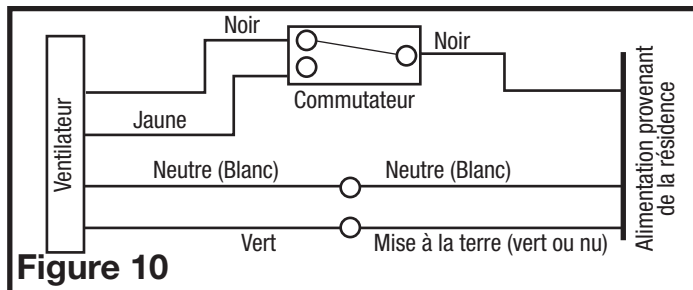 Noir
Noir
Commutateur
Jaune
Ventilateur
Neutre (Blanc)
Neutre (Blanc)
Vert
Mise à la terre (vert ou nu)
Alimentation provenant
de la résidence
Figure 10